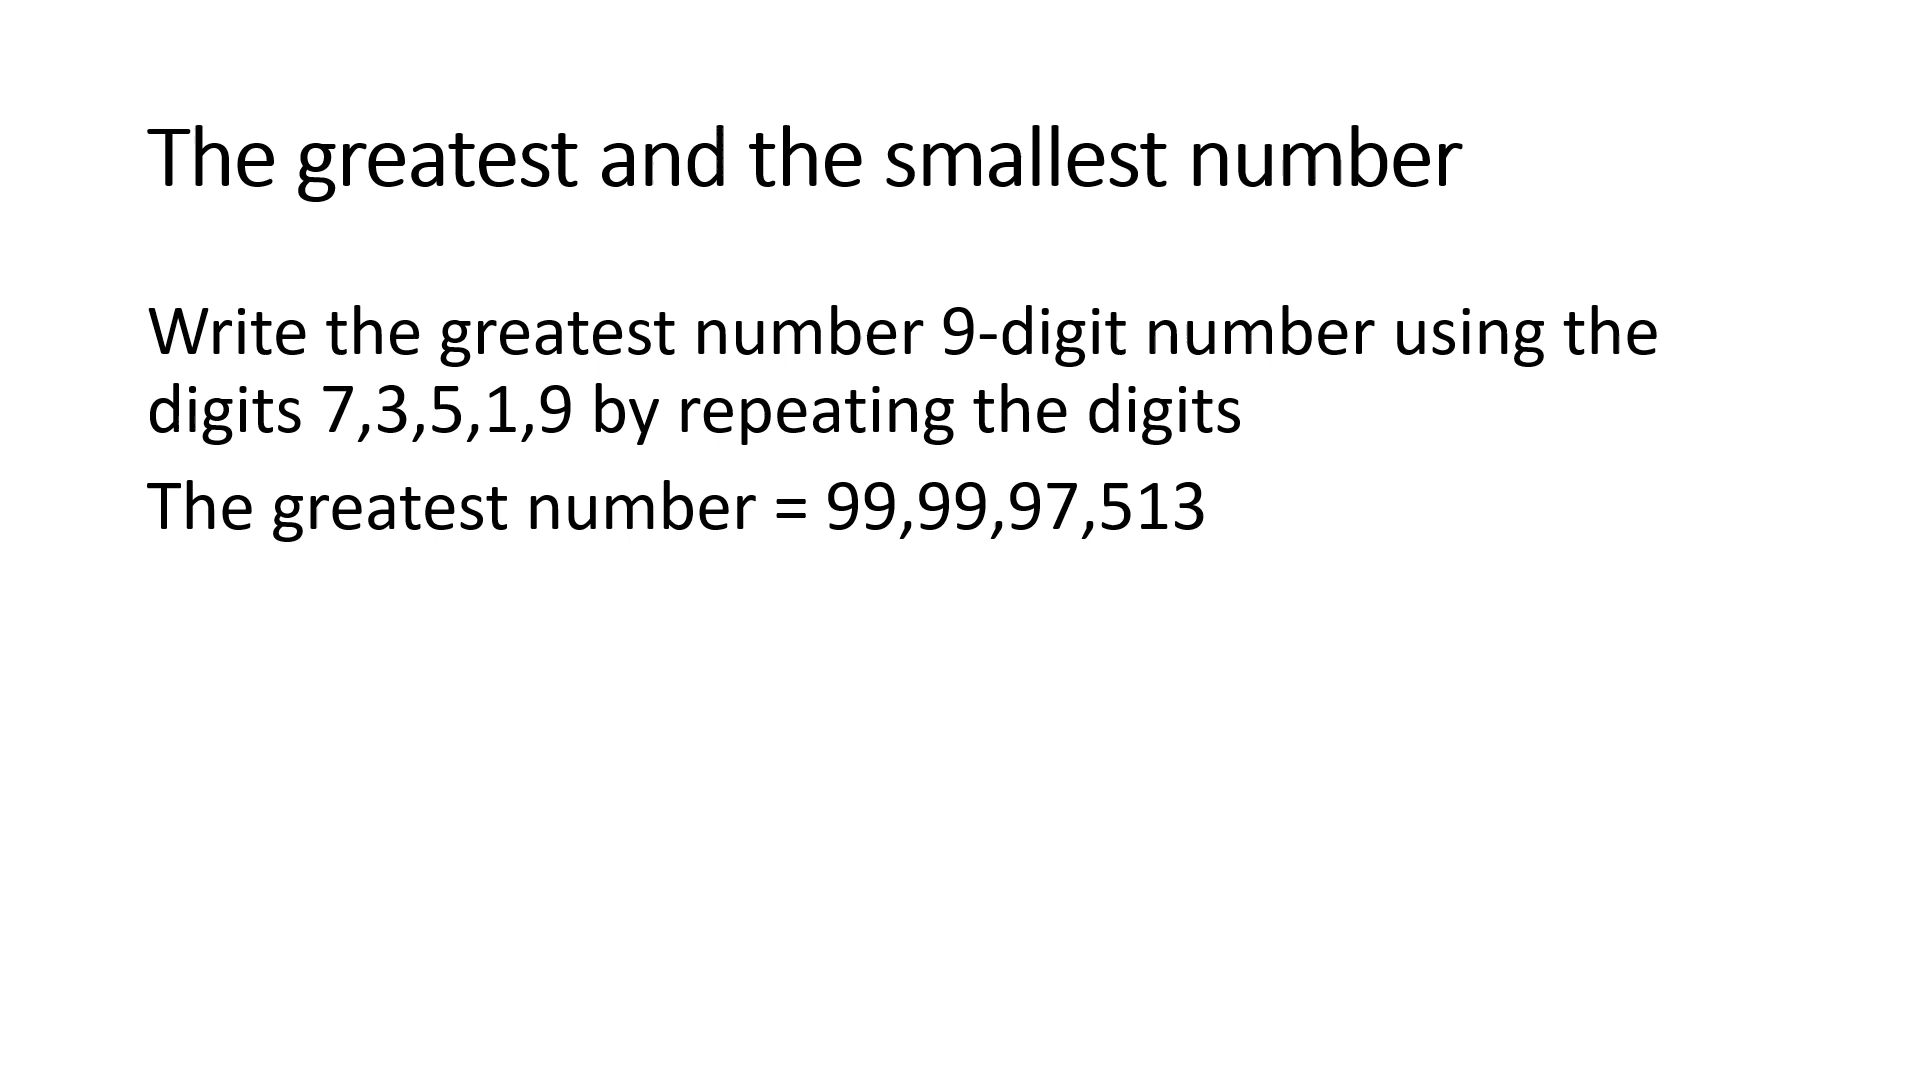 The greatest and the smallest number
Write the greatest number 9-digit number using the
digits 7,3,5,1,9 by repeating the digits
The greatest number = 99,99,97,513